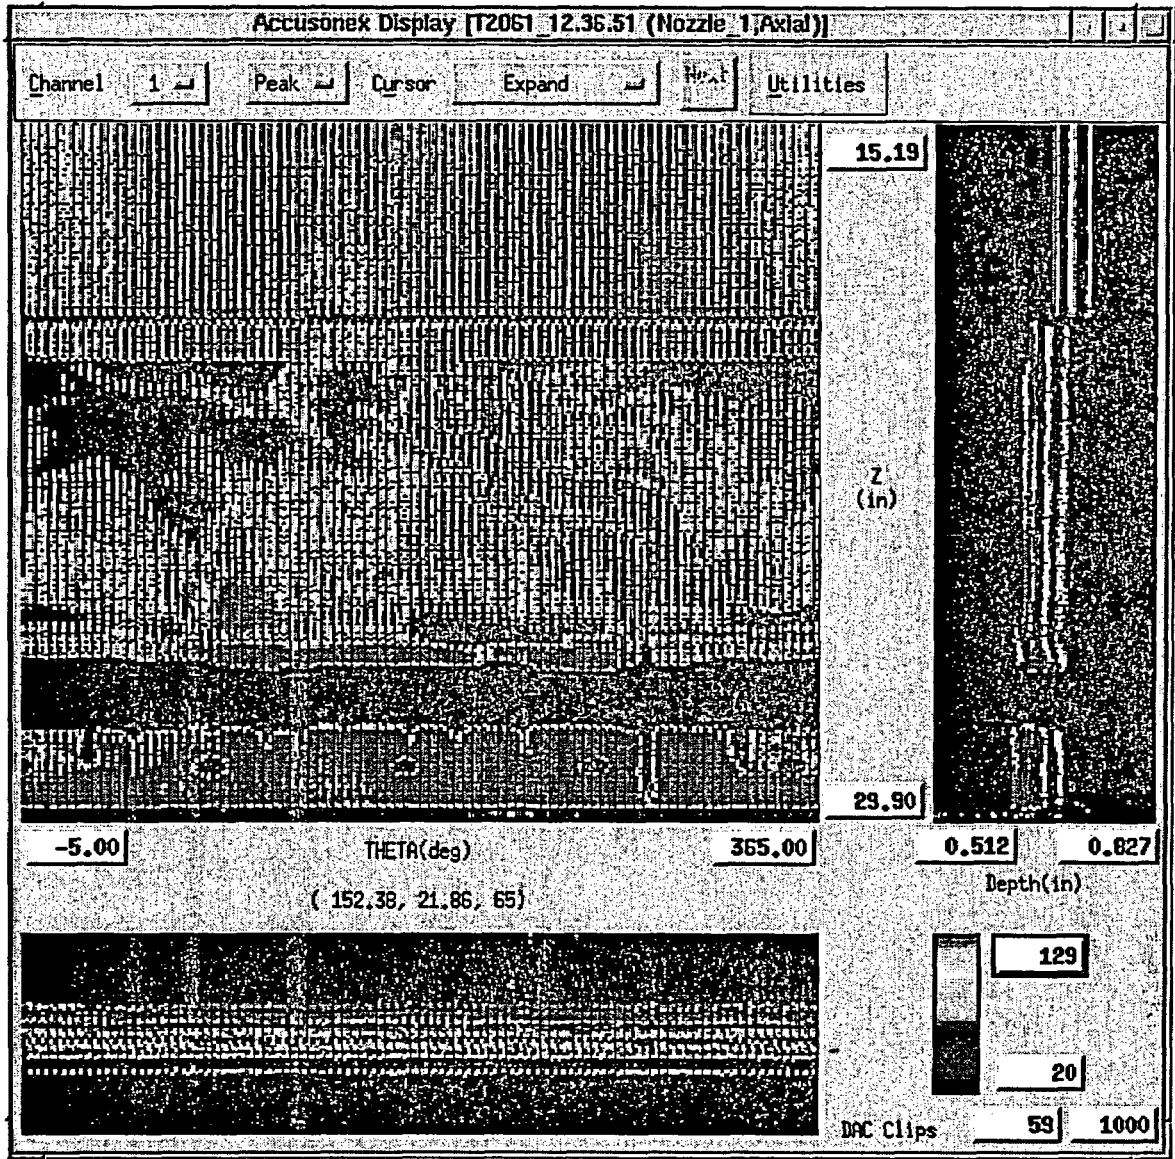 Accusonex Display [T2061_12.36.51 (Nozzle_1,Axial)]
Channel 1 Peak Cursor Expand Next Utilities
15.19
Z
(in)
29.90
-5.00 THETA(deg) 365.00 0.512 0.827
Depth(in)
( 152.38, 21.86, 65)
129
20
DAC Clips 59 1000